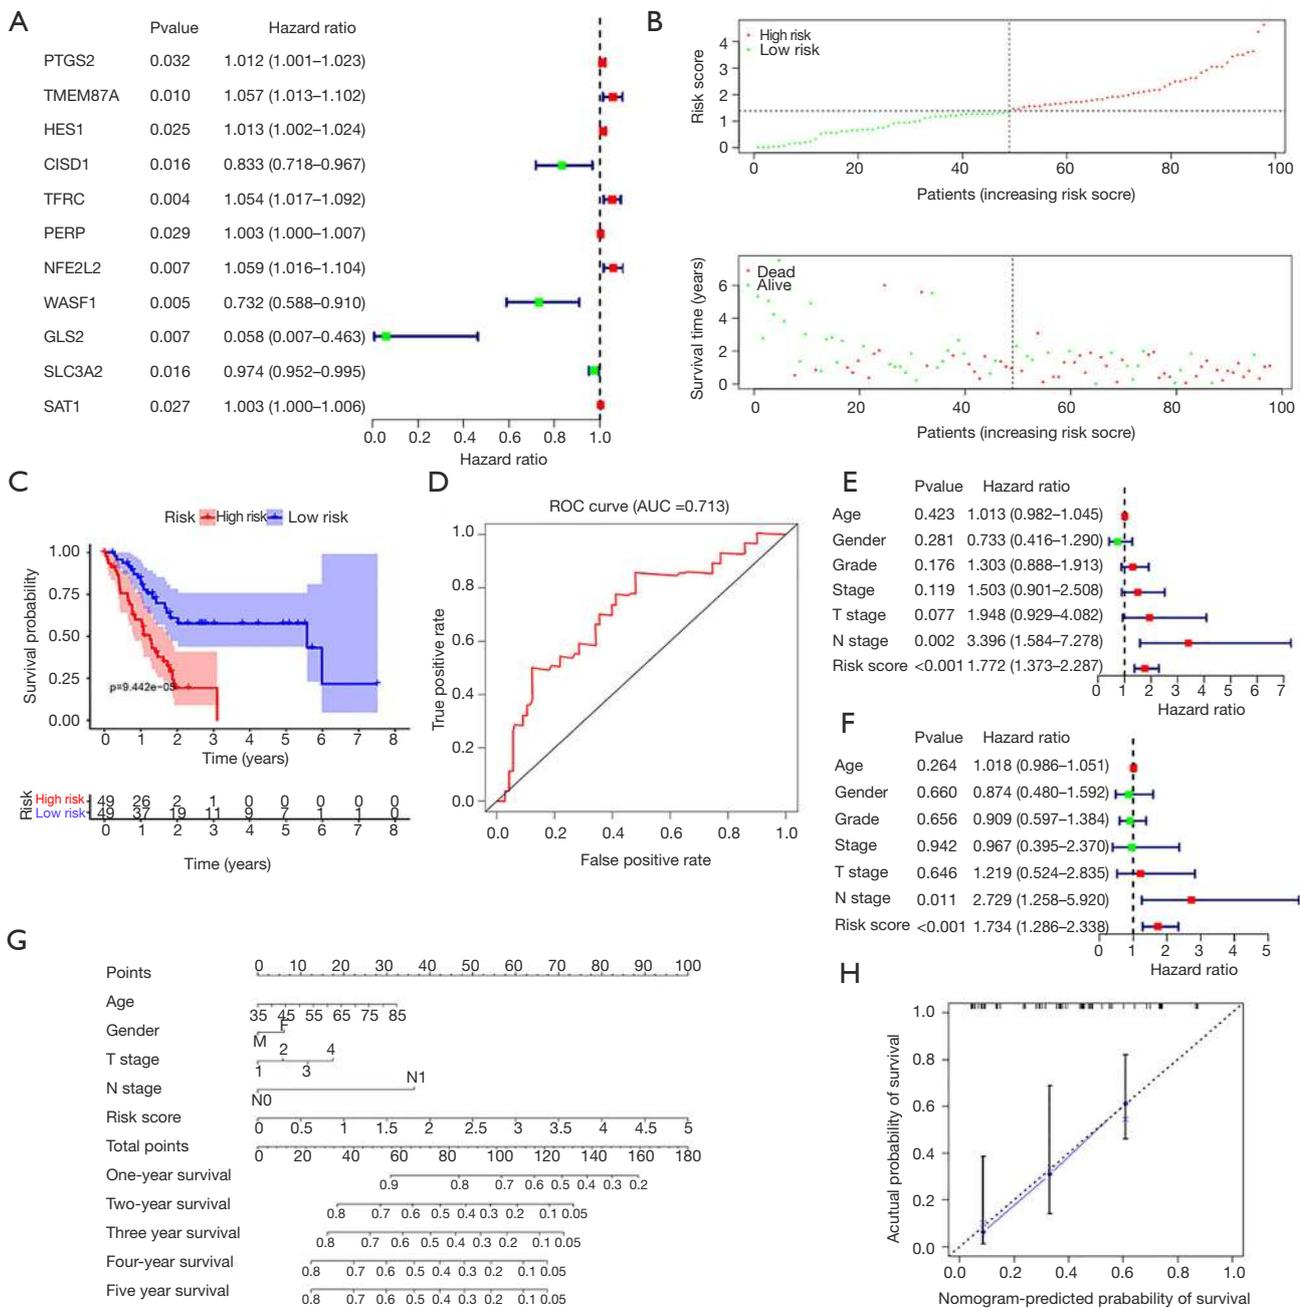 A
Pvalue Hazard ratio
PTGS2 0.032 1.012 (1.001–1.023)
TMEM87A 0.010 1.057 (1.013–1.102)
HES1 0.025 1.013 (1.002–1.024)
CISD1 0.016 0.833 (0.718–0.967)
TFRC 0.004 1.054 (1.017–1.092)
PERP 0.029 1.003 (1.000–1.007)
NFE2L2 0.007 1.059 (1.016–1.104)
WASF1 0.005 0.732 (0.588–0.910)
GLS2 0.007 0.058 (0.007–0.463)
SLC3A2 0.016 0.974 (0.952–0.995)
SAT1 0.027 1.003 (1.000–1.006)
0.0 0.2 0.4 0.6 0.8 1.0
Hazard ratio
B
High risk
Low risk
Risk score
4
3
2
1
0
0 20 40 60 80 100
Patients (increasing risk socre)
Dead
Alive
Survival time (years)
6
4
2
0
0 20 40 60 80 100
Patients (increasing risk socre)
C
Risk High risk Low risk
Survival probability
1.00
0.75
0.50
0.25
0.00
p=9.442e−05
0 1 2 3 4 5 6 7 8
Time (years)
Risk
High risk 49 26 2 1 0 0 0 0 0
Low risk 49 37 19 11 9 7 1 1 0
0 1 2 3 4 5 6 7 8
Time (years)
D
ROC curve (AUC =0.713)
True positive rate
1.0
0.8
0.6
0.4
0.2
0.0
0.0 0.2 0.4 0.6 0.8 1.0
False positive rate
E
Pvalue Hazard ratio
Age 0.423 1.013 (0.982–1.045)
Gender 0.281 0.733 (0.416–1.290)
Grade 0.176 1.303 (0.888–1.913)
Stage 0.119 1.503 (0.901–2.508)
T stage 0.077 1.948 (0.929–4.082)
N stage 0.002 3.396 (1.584–7.278)
Risk score <0.001 1.772 (1.373–2.287)
0 1 2 3 4 5 6 7
Hazard ratio
F
Pvalue Hazard ratio
Age 0.264 1.018 (0.986–1.051)
Gender 0.660 0.874 (0.480–1.592)
Grade 0.656 0.909 (0.597–1.384)
Stage 0.942 0.967 (0.395–2.370)
T stage 0.646 1.219 (0.524–2.835)
N stage 0.011 2.729 (1.258–5.920)
Risk score <0.001 1.734 (1.286–2.338)
0 1 2 3 4 5
Hazard ratio
G
Points 0 10 20 30 40 50 60 70 80 90 100
Age
35 45 55 65 75 85
Gender F
M
T stage 2 4
1 3
N stage N1
N0
Risk score
0 0.5 1 1.5 2 2.5 3 3.5 4 4.5 5
Total points
0 20 40 60 80 100 120 140 160 180
One-year survival
0.9 0.8 0.7 0.6 0.5 0.4 0.3 0.2
Two-year survival
0.8 0.7 0.6 0.5 0.4 0.3 0.2 0.1 0.05
Three year survival
0.8 0.7 0.6 0.5 0.4 0.3 0.2 0.1 0.05
Four-year survival
0.8 0.7 0.6 0.5 0.4 0.3 0.2 0.1 0.05
Five year survival
0.8 0.7 0.6 0.5 0.4 0.3 0.2 0.1 0.05
H
Acutual probability of survival
1.0
0.8
0.6
0.4
0.2
0.0
0.0 0.2 0.4 0.6 0.8 1.0
Nomogram-predicted prabability of survival